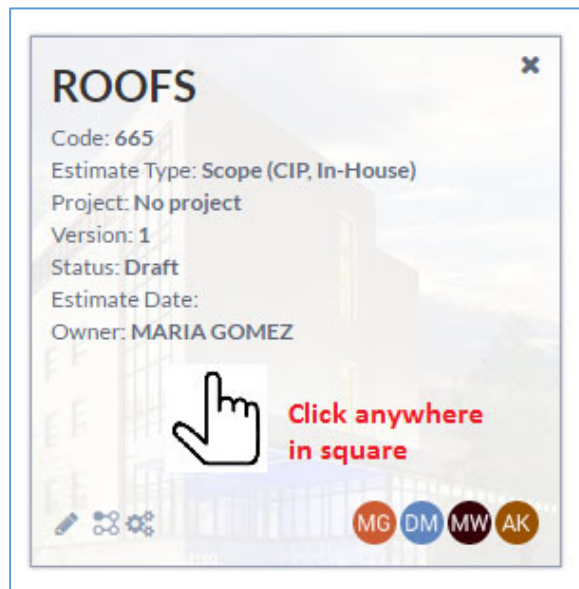 ROOFS
Code: 665
Estimate Type: Scope (CIP, In-House)
Project: No project
Version: 1
Status: Draft
Estimate Date:
Owner: MARIA GOMEZ
Click anywhere
in square
MG DM MW AK